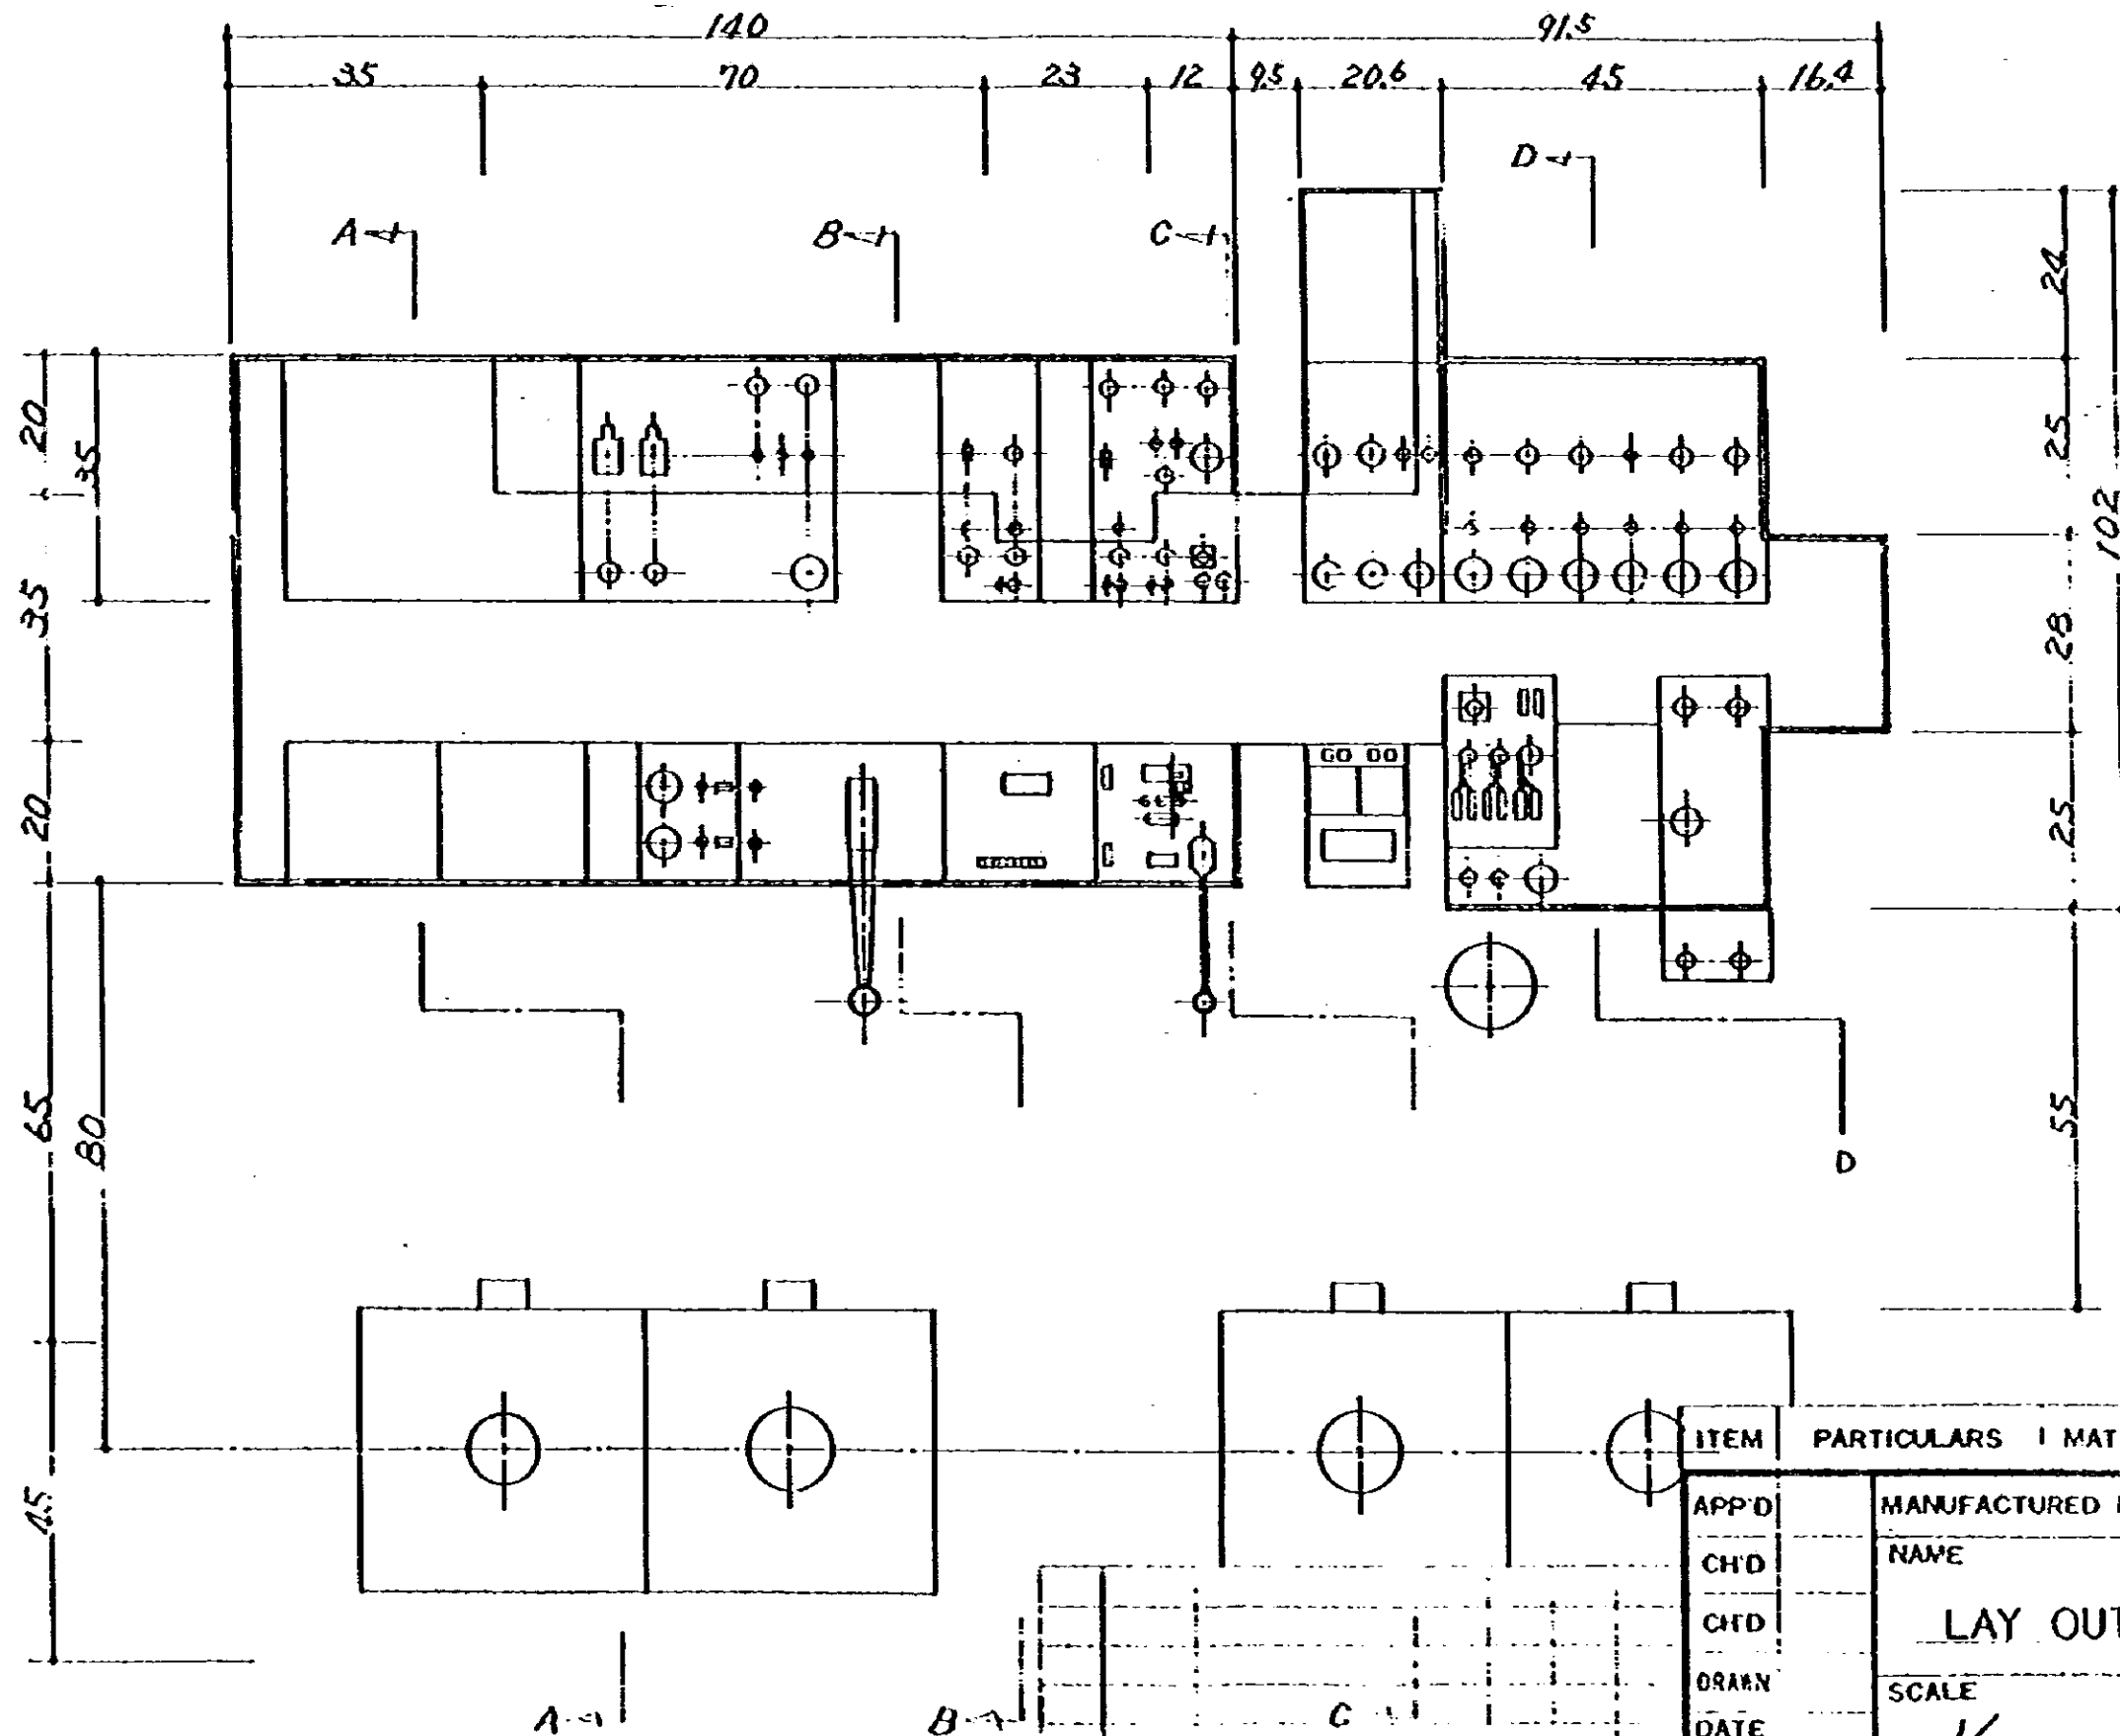 140 91.5
35 70 23 12 9.5 20.6 45 16.4
D
A B C
24
20 35 25
102
35 28
20 25
65 80 55
D
45
ITEM PARTICULARS MAT
APP'D MANUFACTURED
CH'D NAME
CH'D LAY OUT
DRAWN SCALE
DATE 1/
A B C